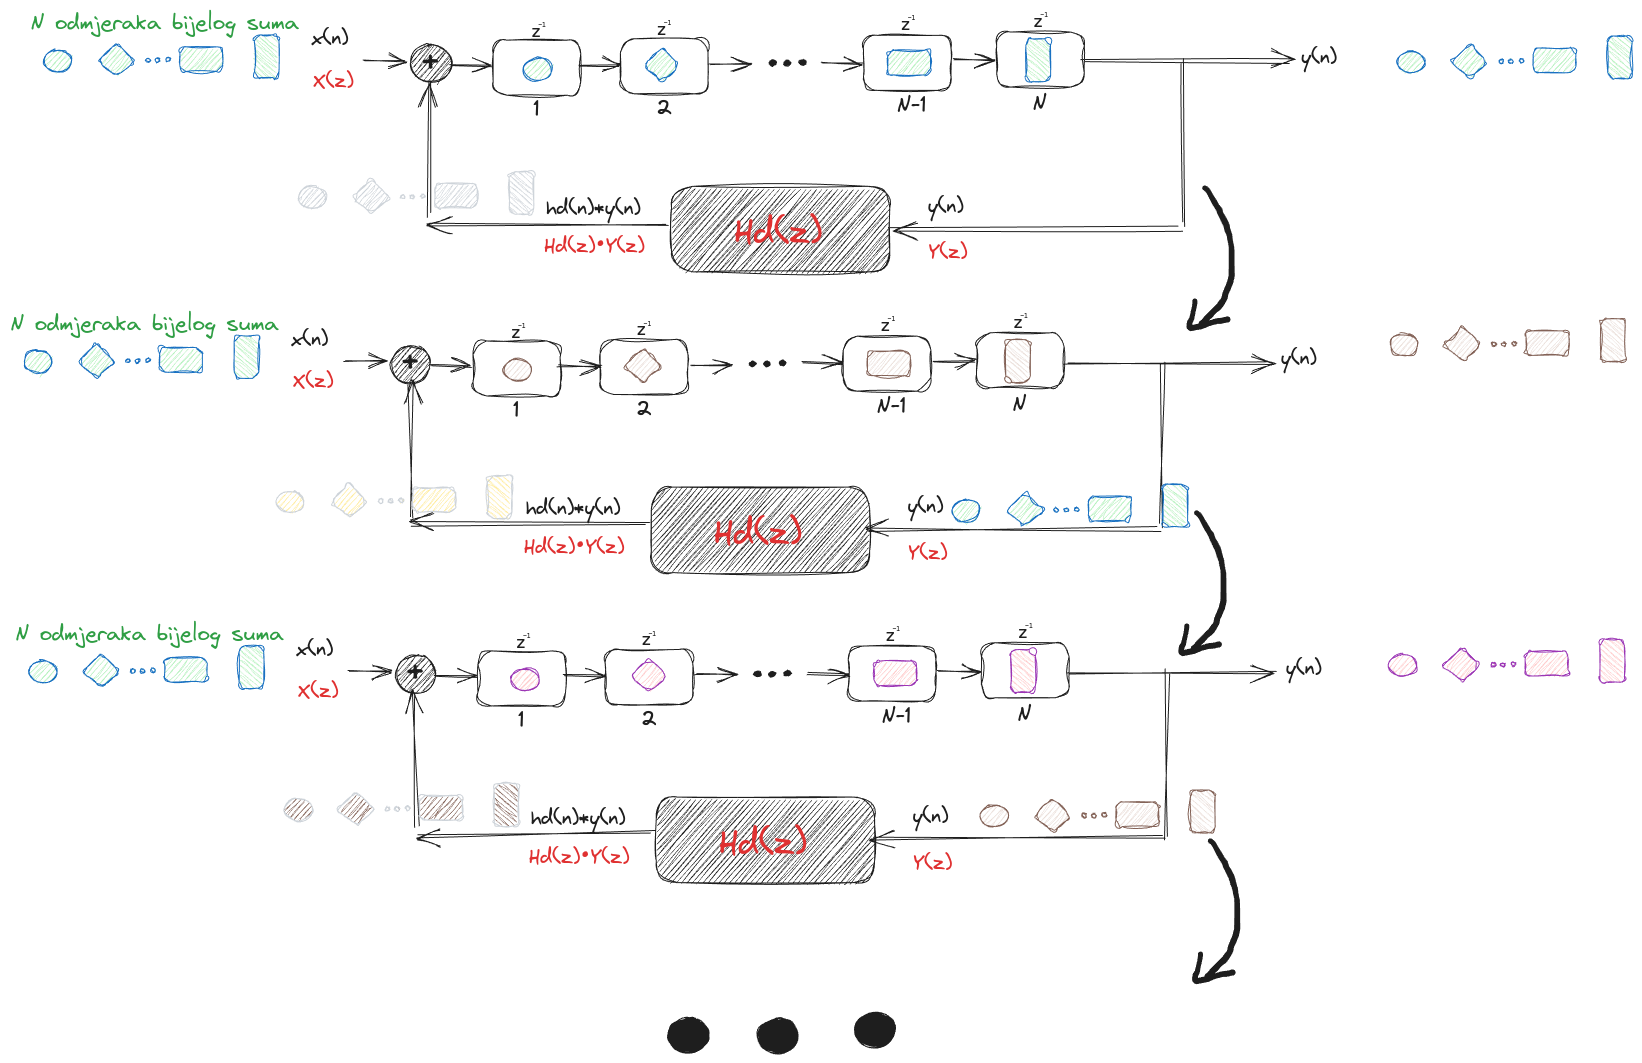 N odmjeraka bijelog suma
x(n)
X(z)
+
z⁻¹
z⁻¹
z⁻¹
z⁻¹
1
2
N-1
N
y(n)
hd(n)*y(n)
Hd(z)•Y(z)
Hd(z)
y(n)
Y(z)
N odmjeraka bijelog suma
x(n)
X(z)
+
z⁻¹
z⁻¹
z⁻¹
z⁻¹
1
2
N-1
N
y(n)
hd(n)*y(n)
Hd(z)•Y(z)
Hd(z)
y(n)
Y(z)
N odmjeraka bijelog suma
x(n)
X(z)
+
z⁻¹
z⁻¹
z⁻¹
z⁻¹
1
2
N-1
N
y(n)
hd(n)*y(n)
Hd(z)•Y(z)
Hd(z)
y(n)
Y(z)